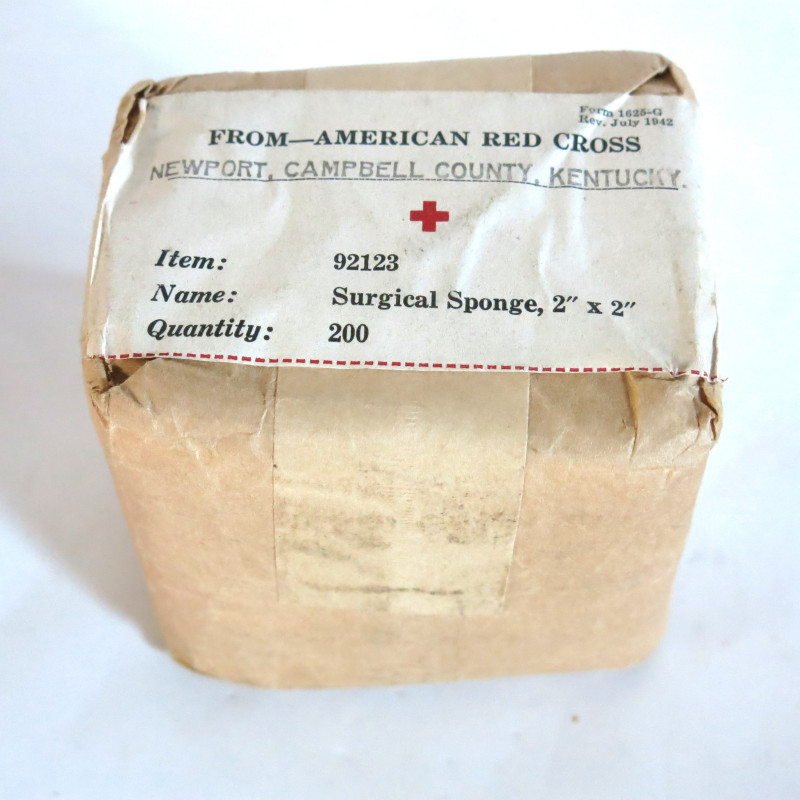 Form 1625-G
Rev. July 1942
FROM—AMERICAN RED CROSS
NEWPORT, CAMPBELL COUNTY, KENTUCKY.
Item: 92123
Name: Surgical Sponge, 2″ x 2″
Quantity: 200